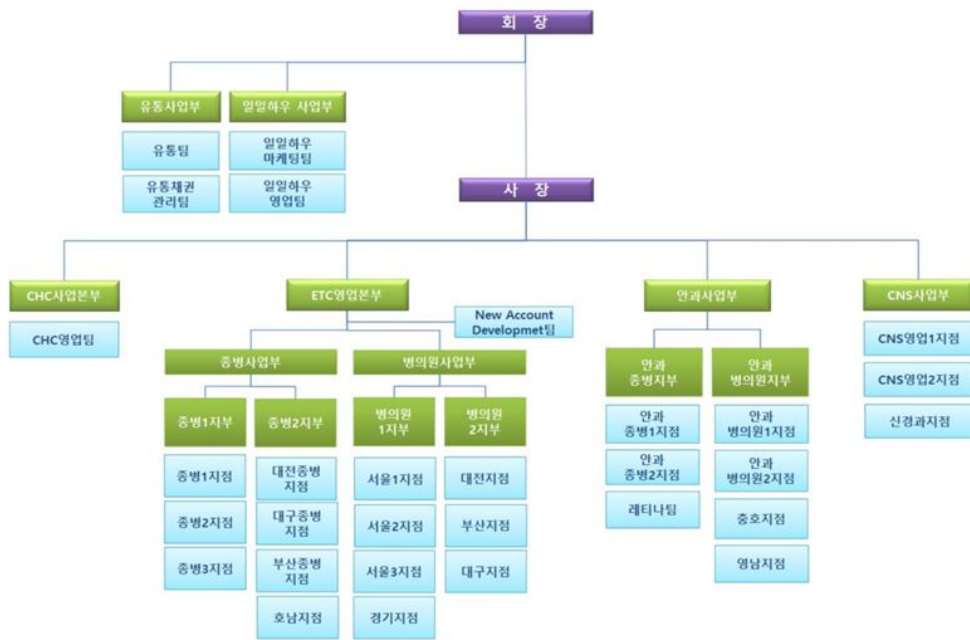 회 장
유통사업부
일일하우 사업부
유통팀
일일하우
마케팅팀
유통채권
관리팀
일일하우
영업팀
사 장
CHC사업본부
ETC영업본부
안과사업부
CNS사업부
CHC영업팀
New Account
Developmet팀
CNS영업1지점
CNS영업2지점
신경과지점
종병사업부
병의원사업부
종병1지부
종병2지부
병의원
1지부
병의원
2지부
안과
종병지부
안과
병의원지부
종병1지점
종병2지점
종병3지점
대전종병
지점
대구종병
지점
부산종병
지점
호남지점
서울1지점
서울2지점
서울3지점
경기지점
대전지점
부산지점
대구지점
안과
종병1지점
안과
종병2지점
레티나팀
안과
병의원1지점
안과
병의원2지점
중호지점
영남지점